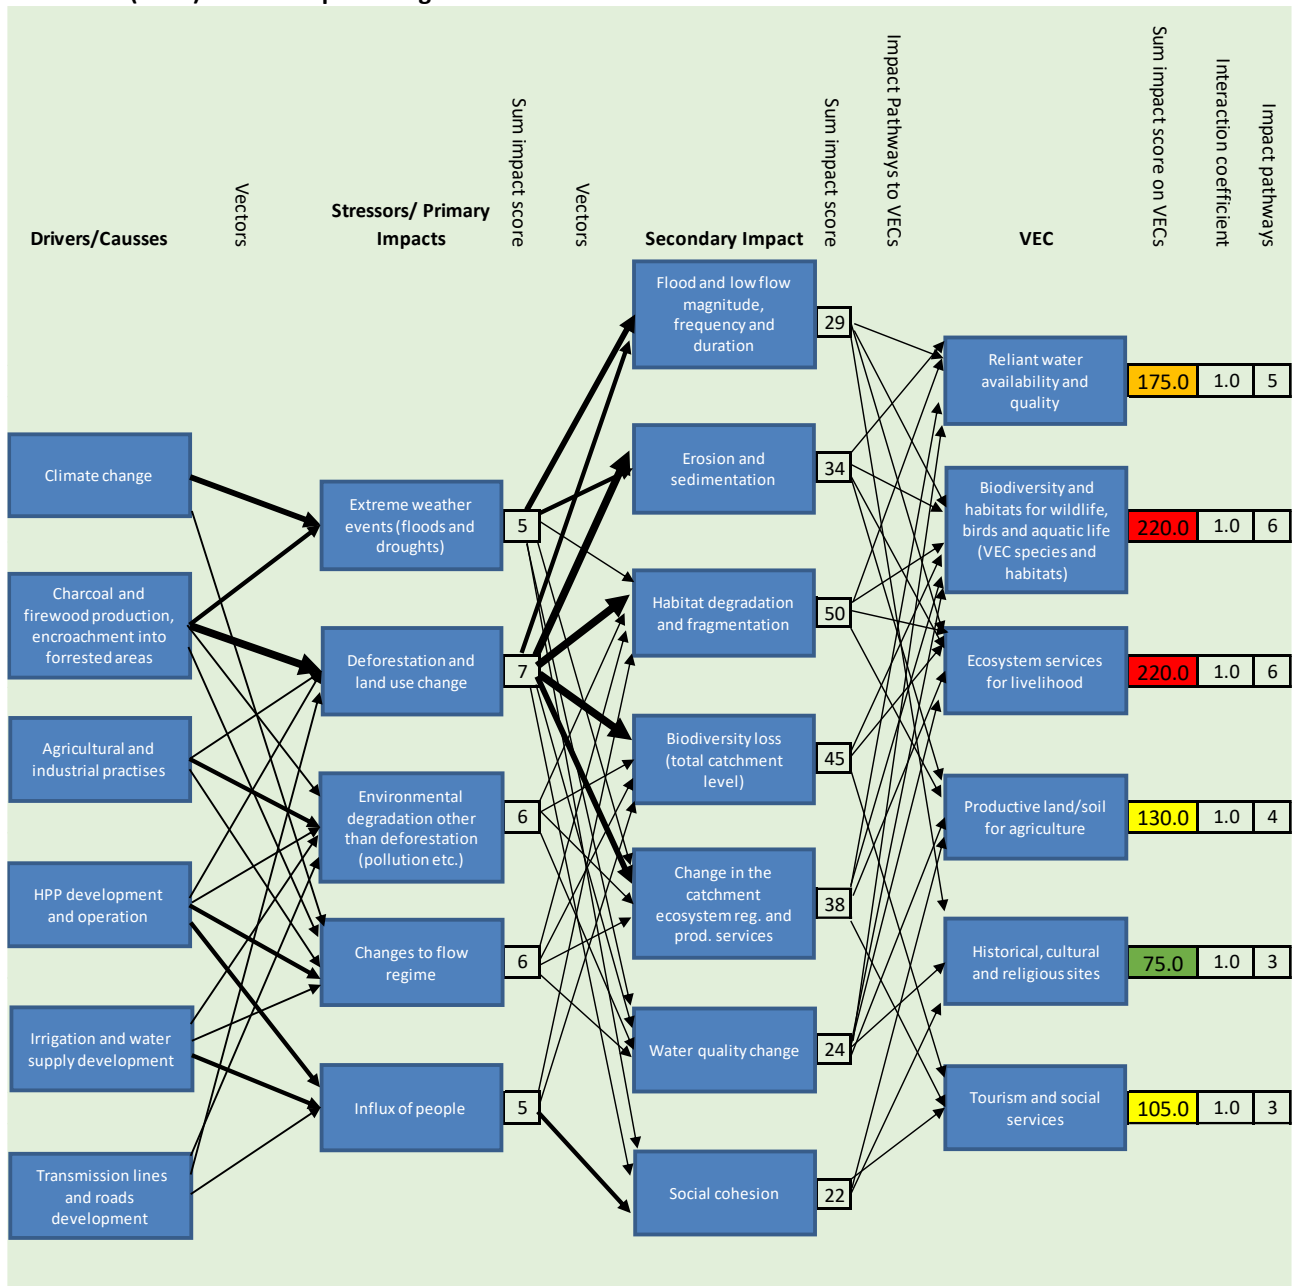 Vectors
Sum impact score
Vectors
Sum impact score
Impact Pathways to VECs
Sum impact score on VECs
Interaction coefficient
Impact pathways
Drivers/Causses
Stressors/ Primary
Impacts
Secondary Impact
VEC
Climate change
Charcoal and
firewood production,
encroachment into
forrested areas
Agricultural and
industrial practises
HPP development
and operation
Irrigation and water
supply development
Transmission lines
and roads
development
Extreme weather
events (floods and
droughts)
5
Deforestation and
land use change
7
Environmental
degradation other
than deforestation
(pollution etc.)
6
Changes to flow
regime
6
Influx of people
5
Flood and low flow
magnitude,
frequency and
duration
29
Erosion and
sedimentation
34
Habitat degradation
and fragmentation
50
Biodiversity loss
(total catchment
level)
45
Change in the
catchment
ecosystem reg. and
prod. services
38
Water quality change
24
Social cohesion
22
Reliant water
availability and
quality
175.0 1.0 5
Biodiversity and
habitats for wildlife,
birds and aquatic life
(VEC species and
habitats)
220.0 1.0 6
Ecosystem services
for livelihood
220.0 1.0 6
Productive land/soil
for agriculture
130.0 1.0 4
Historical, cultural
and religious sites
75.0 1.0 3
Tourism and social
services
105.0 1.0 3